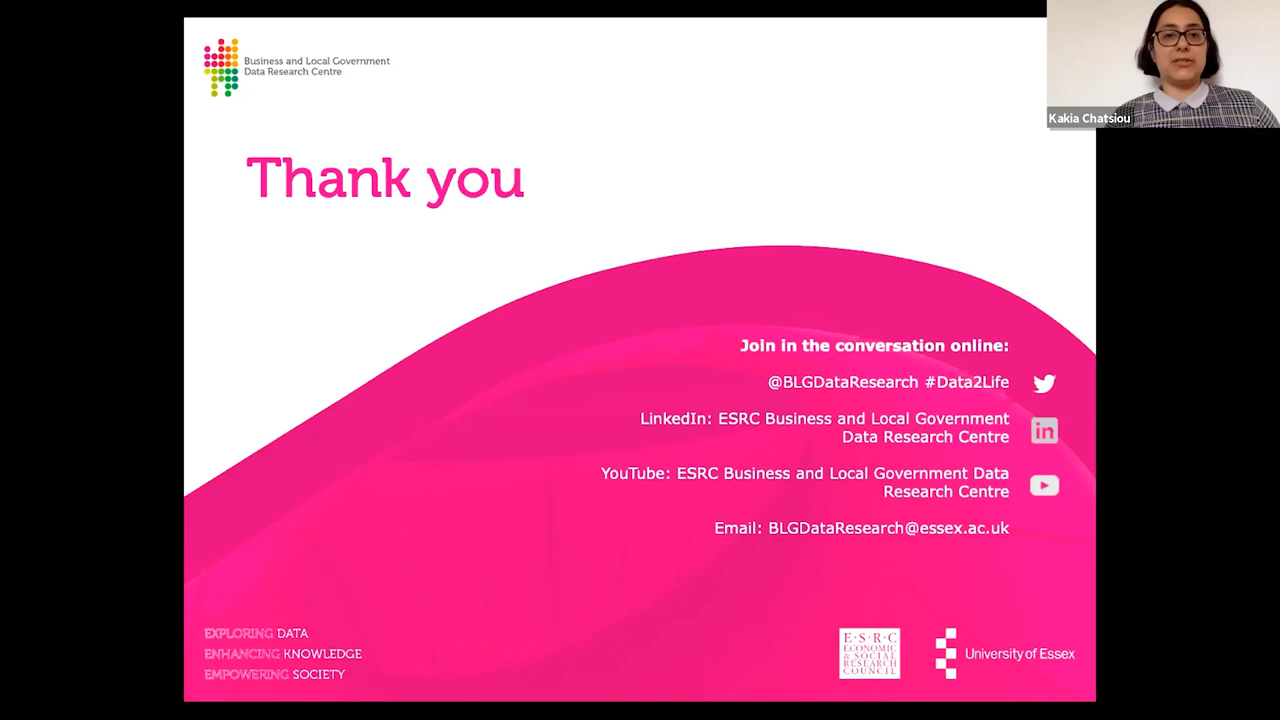 Business and Local Government
Data Research Centre
Kakia Chatsiou
Thank you
Join in the conversation online:
@BLGDataResearch #Data2Life
LinkedIn: ESRC Business and Local Government
Data Research Centre
in
YouTube: ESRC Business and Local Government Data
Research Centre
Email: BLGDataResearch@essex.ac.uk
EXPLORING DATA
ENHANCING KNOWLEDGE
EMPOWERING SOCIETY
E·S·R·C
ECONOMIC
& SOCIAL
RESEARCH
COUNCIL
University of Essex